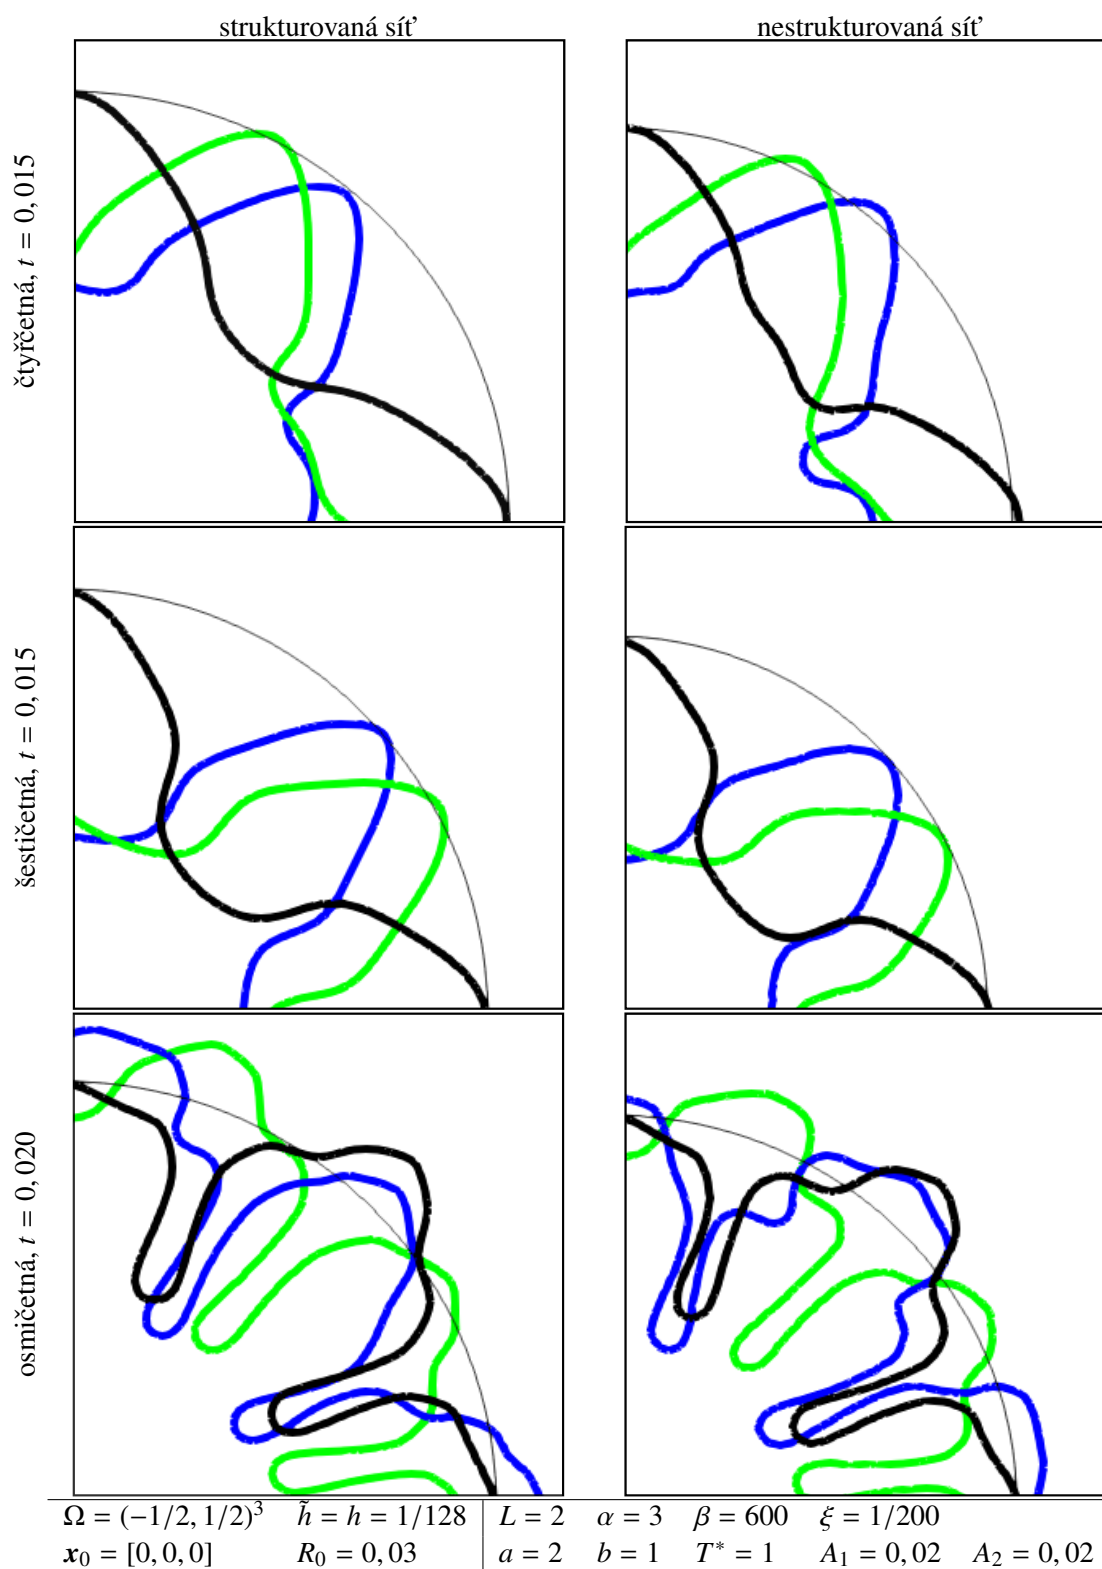 strukturovaná síť
nestrukturovaná síť
čtyřčetná, t = 0, 015
šestičetná, t = 0, 015
osmičetná, t = 0, 020
Ω = (−1/2, 1/2)³ h̃ = h = 1/128 L = 2 α = 3 β = 600 ξ = 1/200
x₀ = [0, 0, 0] R₀ = 0, 03 a = 2 b = 1 T* = 1 A₁ = 0, 02 A₂ = 0, 02